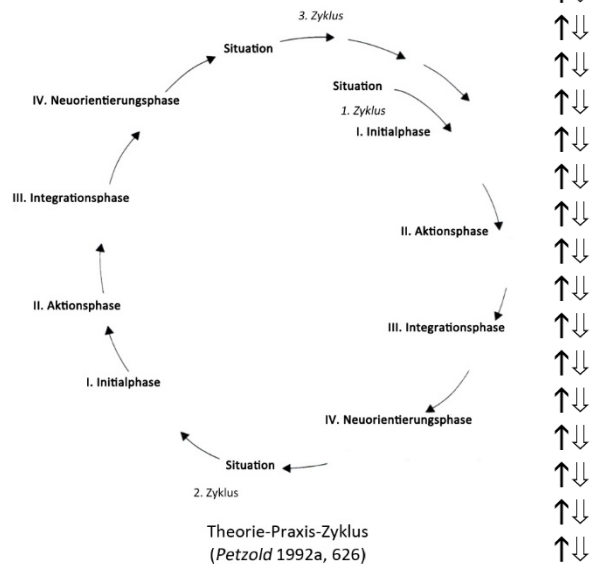 3. Zyklus
Situation
Situation
1. Zyklus
I. Initialphase
II. Aktionsphase
III. Integrationsphase
IV. Neuorientierungsphase
Situation
2. Zyklus
I. Initialphase
II. Aktionsphase
III. Integrationsphase
IV. Neuorientierungsphase
Theorie-Praxis-Zyklus
(Petzold 1992a, 626)